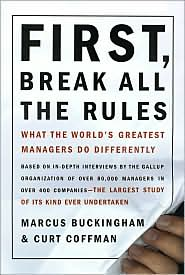 FIRST,
BREAK ALL
THE RULES
WHAT THE WORLD'S GREATEST
MANAGERS DO DIFFERENTLY
BASED ON IN-DEPTH INTERVIEWS BY THE GALLUP
ORGANIZATION OF OVER 80,000 MANAGERS IN
OVER 400 COMPANIES—THE LARGEST STUDY
OF ITS KIND EVER UNDERTAKEN
MARCUS BUCKINGHAM
& CURT COFFMAN